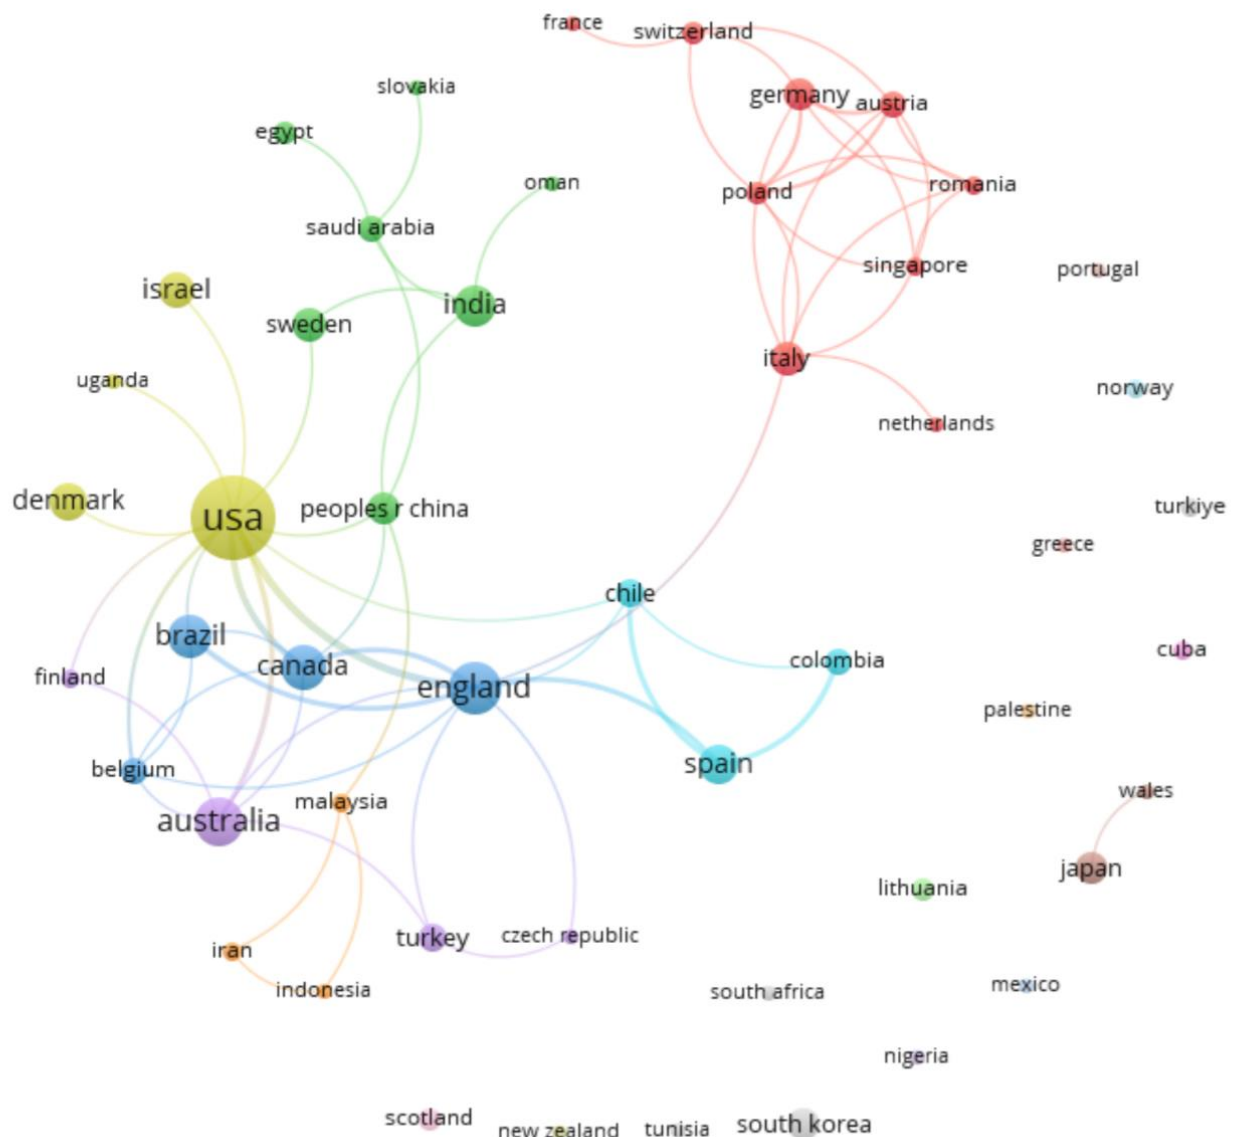 france
switzerland
slovakia
germany
austria
egypt
oman
poland
romania
saudi arabia
singapore
portugal
israel
india
sweden
italy
uganda
norway
netherlands
denmark
usa
peoples r china
turkiye
greece
chile
brazil
canada
cuba
colombia
finland
england
palestine
spain
belgium
wales
malaysia
australia
japan
lithuania
turkey
czech republic
iran
mexico
indonesia
south africa
nigeria
scotland
south korea
new zealand
tunisia